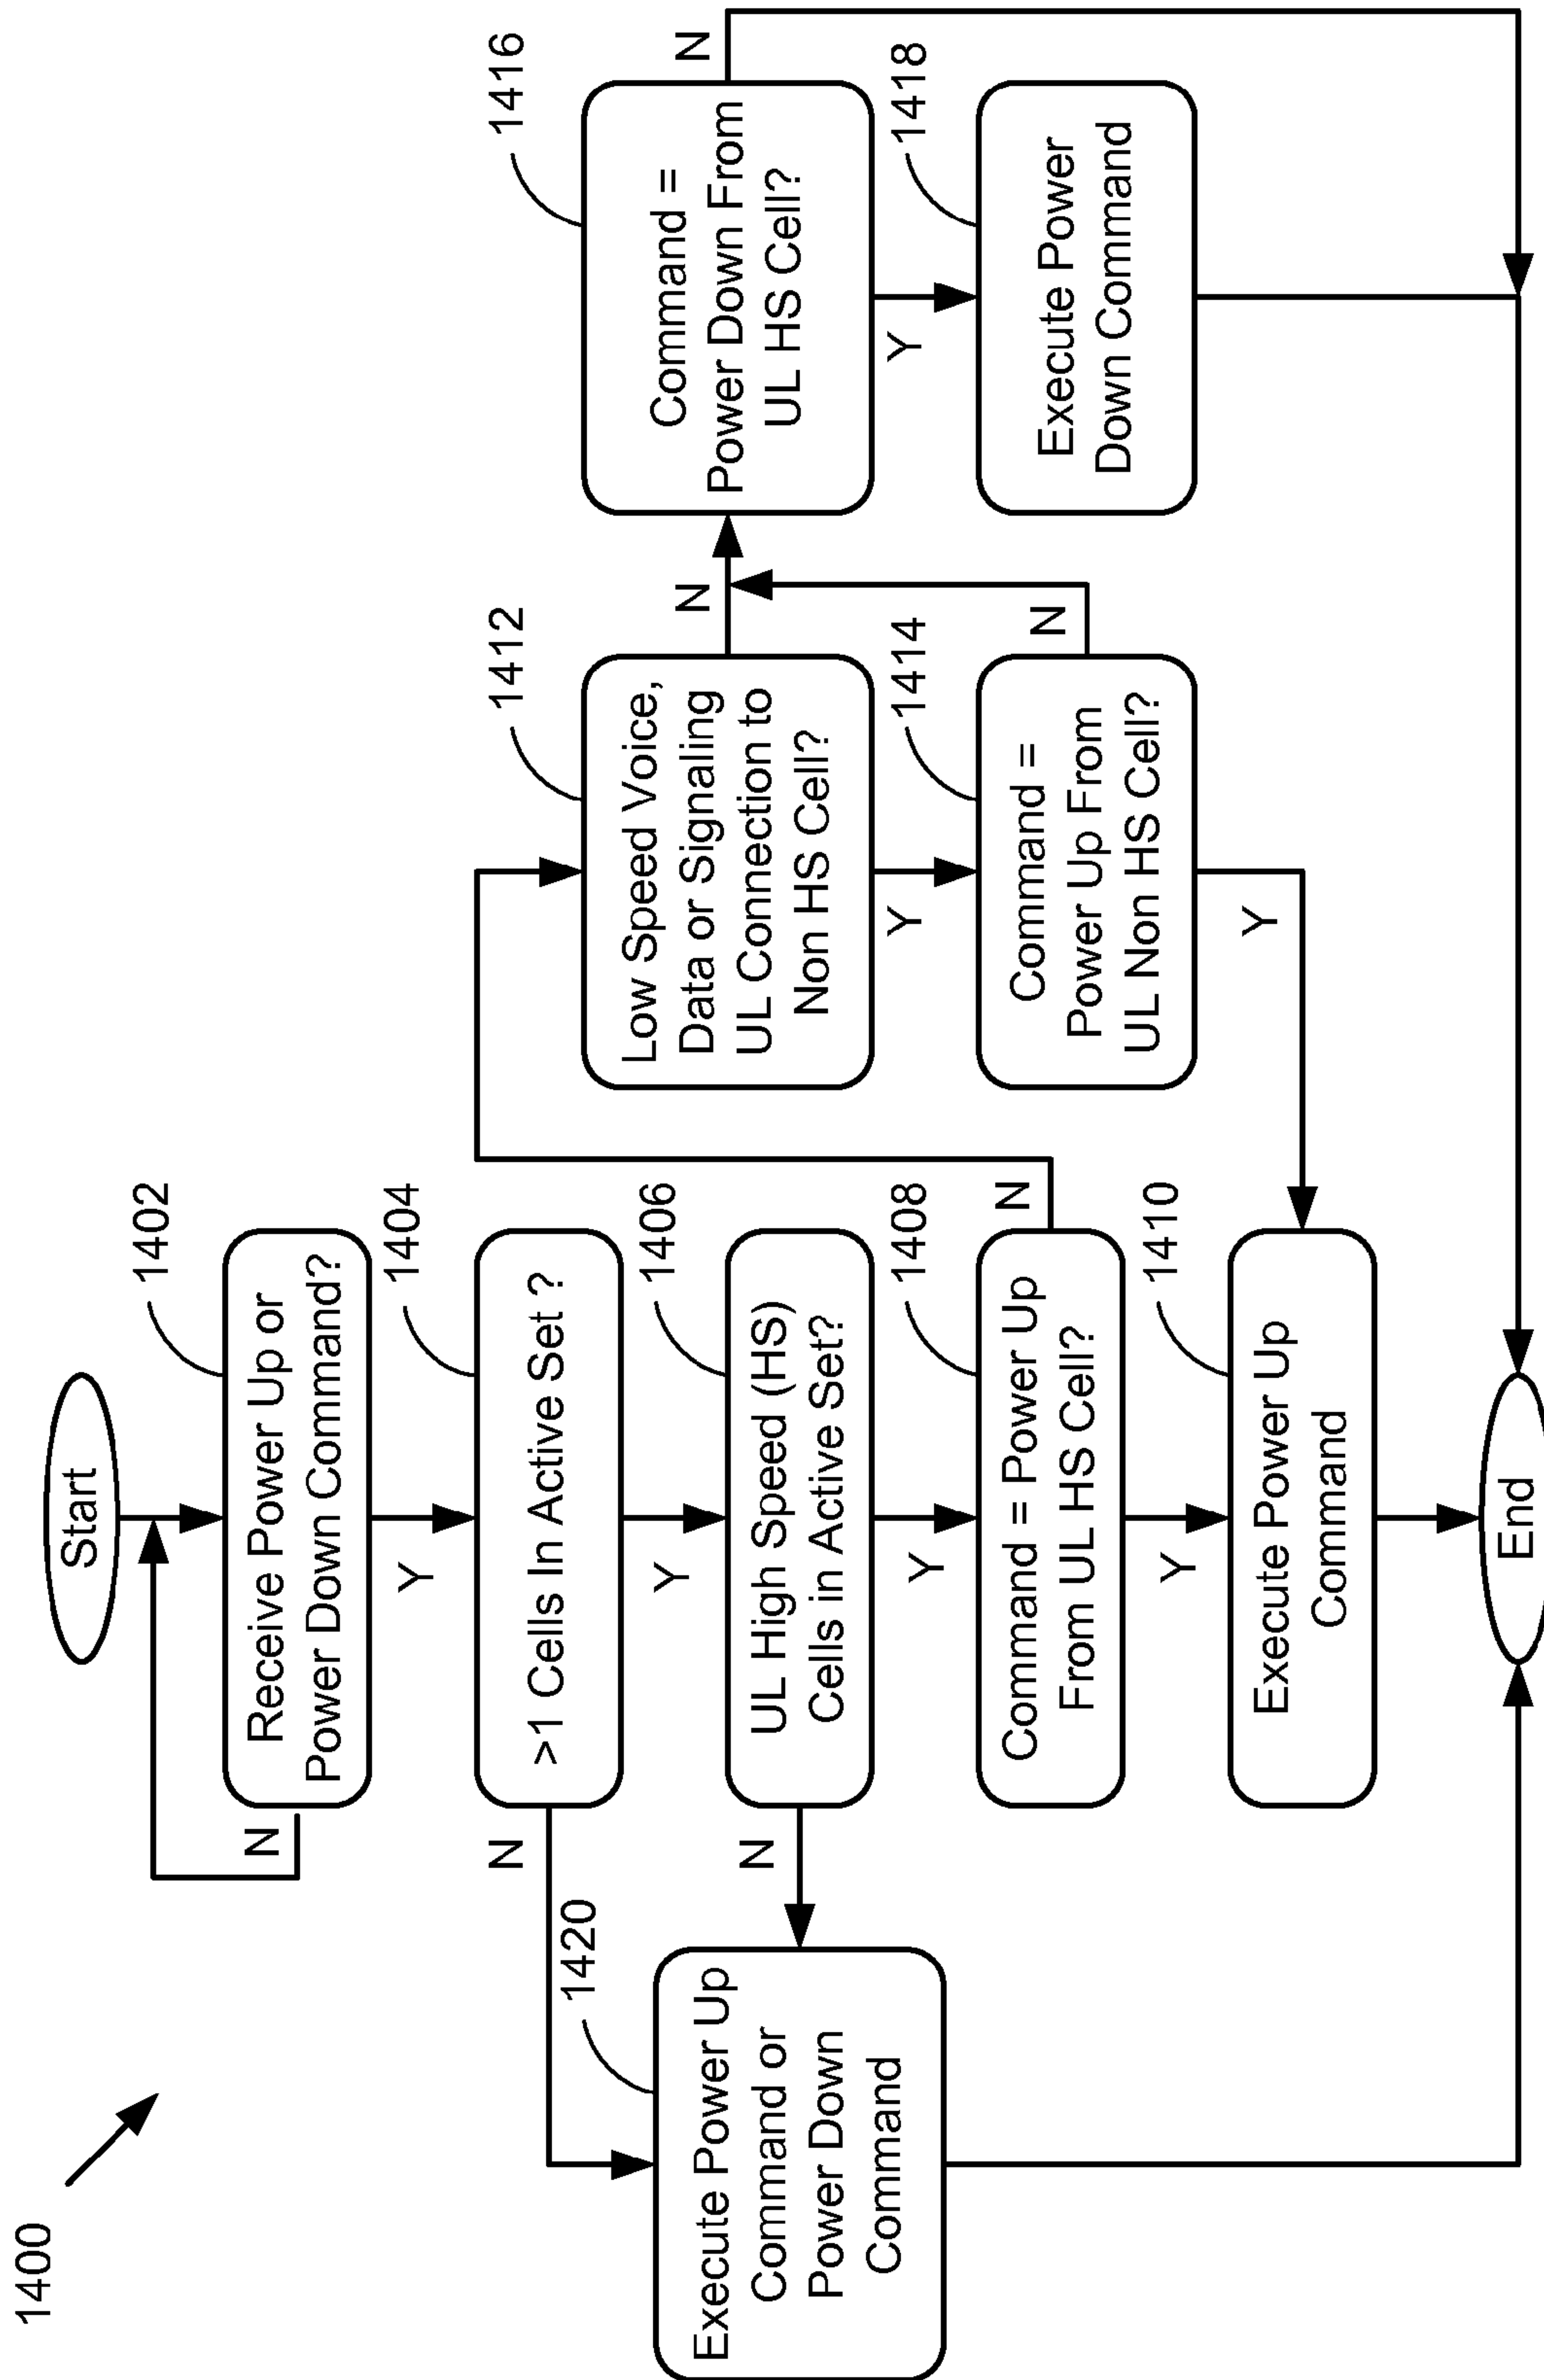 1400
Start
1402
Receive Power Up or
Power Down Command?
N
Y
1404
>1 Cells In Active Set ?
N
Y
1406
UL High Speed (HS)
Cells in Active Set?
N
Y
1420
Execute Power Up
Command or
Power Down
Command
1408
Command = Power Up
From UL HS Cell?
N
Y
1410
Execute Power Up
Command
1412
Low Speed Voice,
Data or Signaling
UL Connection to
Non HS Cell?
N
Y
1414
Command =
Power Up From
UL Non HS Cell?
N
Y
1416
Command =
Power Down From
UL HS Cell?
N
Y
1418
Execute Power
Down Command
End